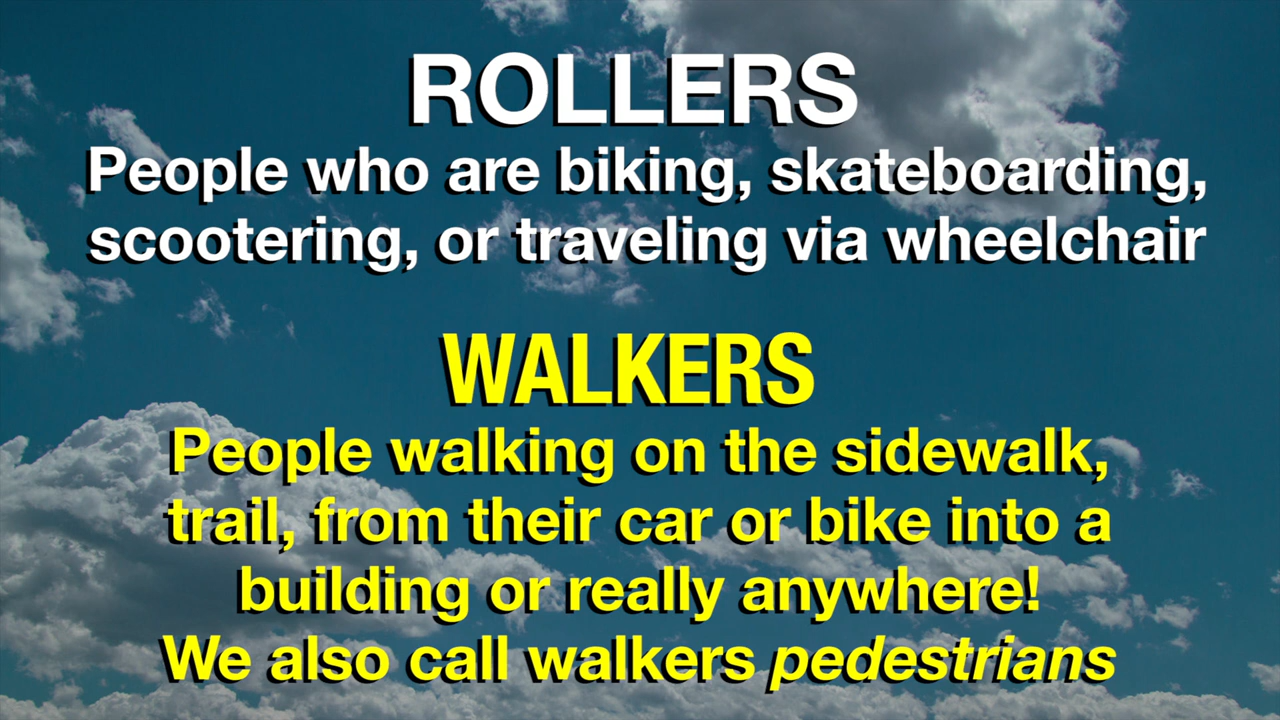 ROLLERS
People who are biking, skateboarding,
scootering, or traveling via wheelchair
WALKERS
People walking on the sidewalk,
trail, from their car or bike into a
building or really anywhere!
We also call walkers pedestrians